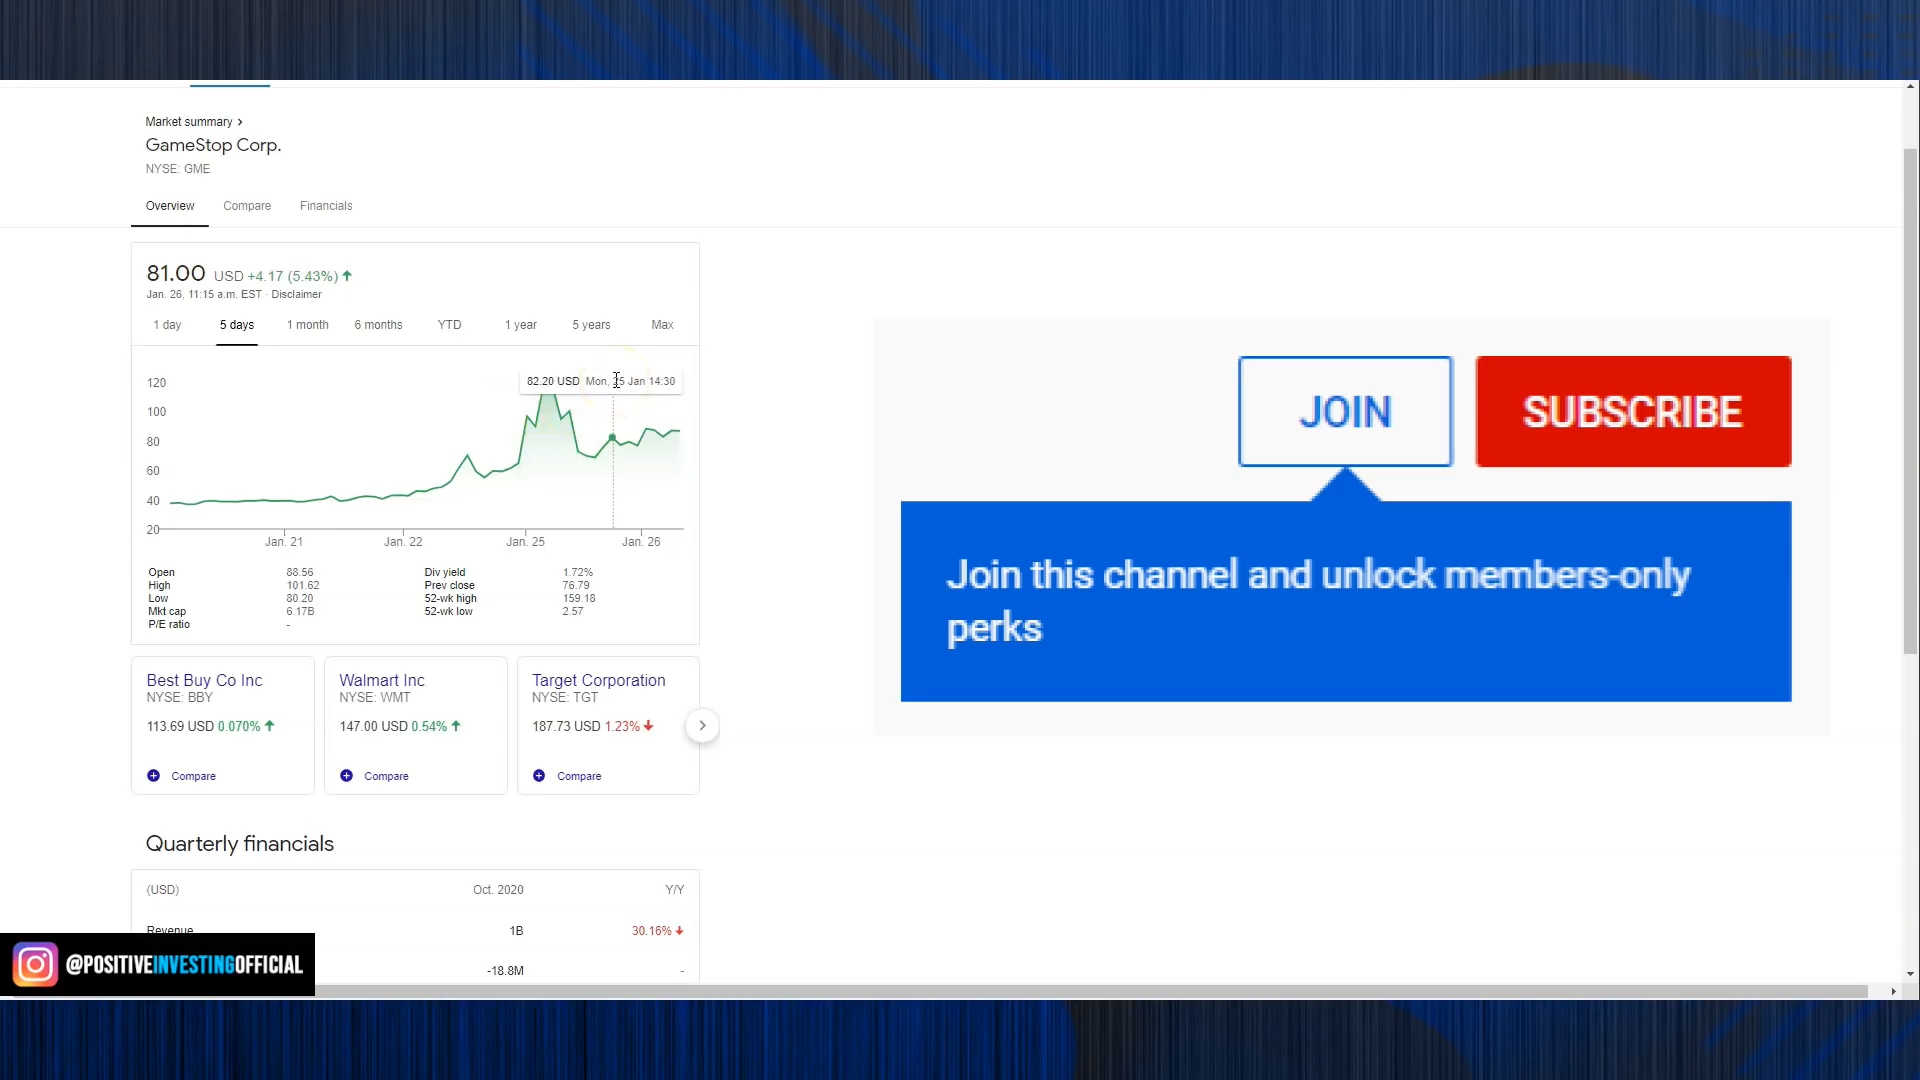 Market summary >
GameStop Corp.
NYSE: GME
Overview Compare Financials
81.00 USD +4.17 (5.43%)
Jan. 26, 11:15 a.m. EST · Disclaimer
1 day 5 days 1 month 6 months YTD 1 year 5 years Max
82.20 USD Mon, 25 Jan 14:30
120
100
80
60
40
20
Jan. 21 Jan. 22 Jan. 25 Jan. 26
Open 88.56 Div yield 1.72%
High 101.62 Prev close 76.79
Low 80.20 52-wk high 159.18
Mkt cap 6.17B 52-wk low 2.57
P/E ratio -
Best Buy Co Inc
NYSE: BBY
113.69 USD 0.070%
Compare
Walmart Inc
NYSE: WMT
147.00 USD 0.54%
Compare
Target Corporation
NYSE: TGT
187.73 USD 1.23%
Compare
Quarterly financials
(USD) Oct. 2020 Y/Y
Revenue 1B 30.16%
-18.8M -
@POSITIVEINVESTINGOFFICIAL
JOIN
SUBSCRIBE
Join this channel and unlock members-only
perks